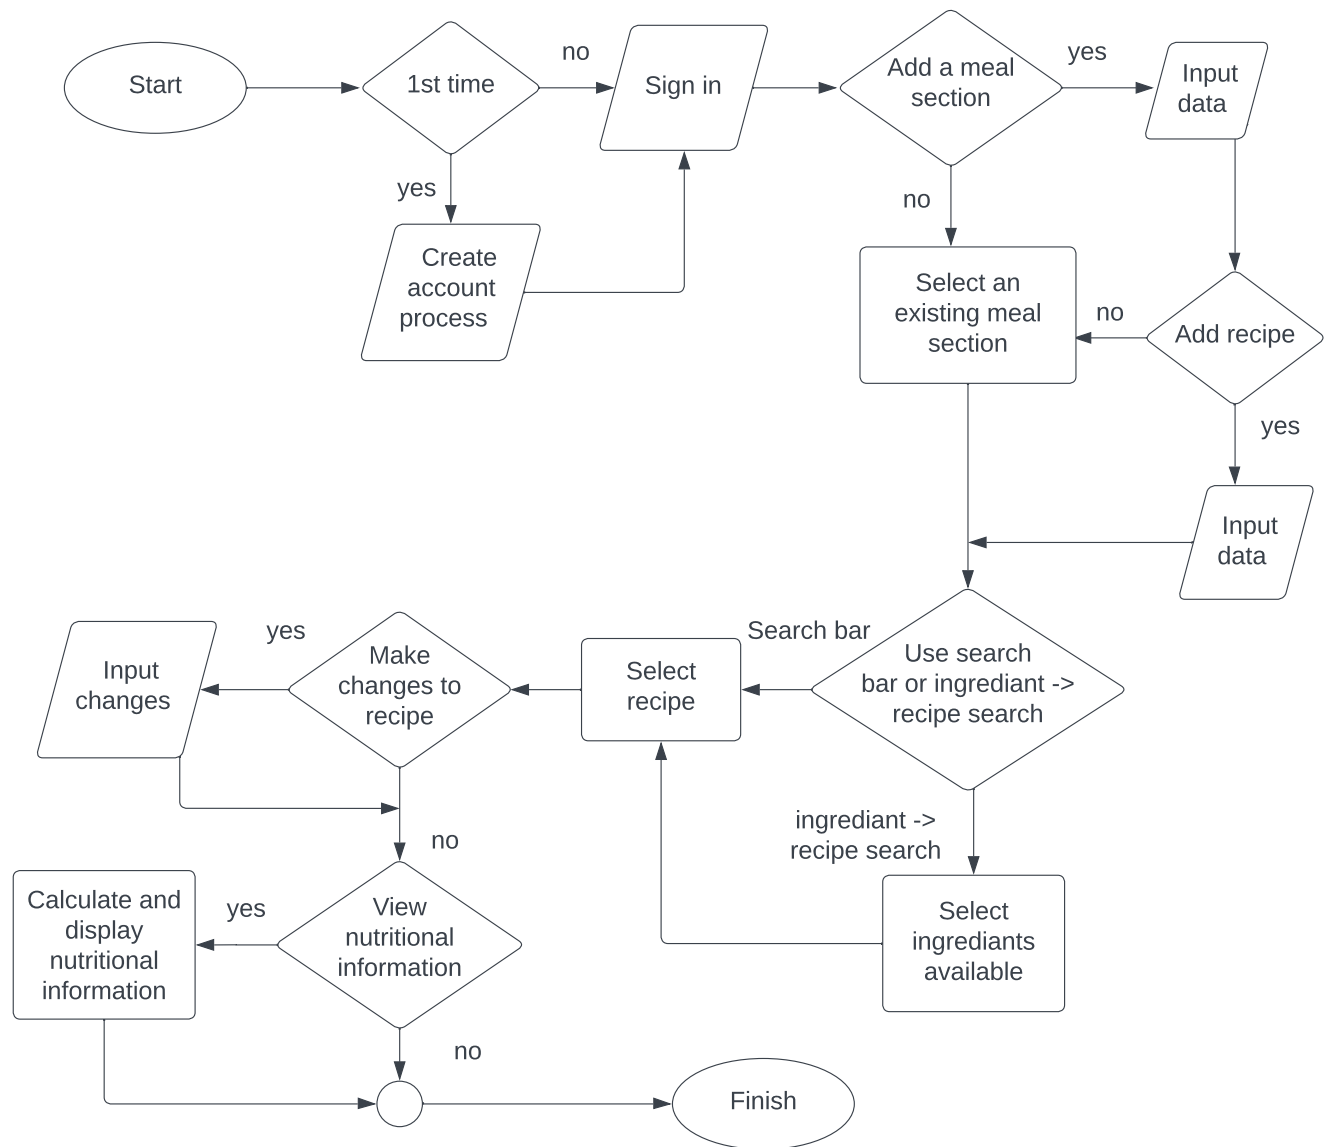 Start
1st time
no
Sign in
Add a meal
section
yes
Input
data
yes
Create
account
process
no
Select an
existing meal
section
no
Add recipe
yes
Input
data
Search bar
Use search
bar or ingrediant ->
recipe search
Select
recipe
Make
changes to
recipe
yes
Input
changes
ingrediant ->
recipe search
Select
ingrediants
available
no
View
nutritional
information
yes
Calculate and
display
nutritional
information
no
Finish